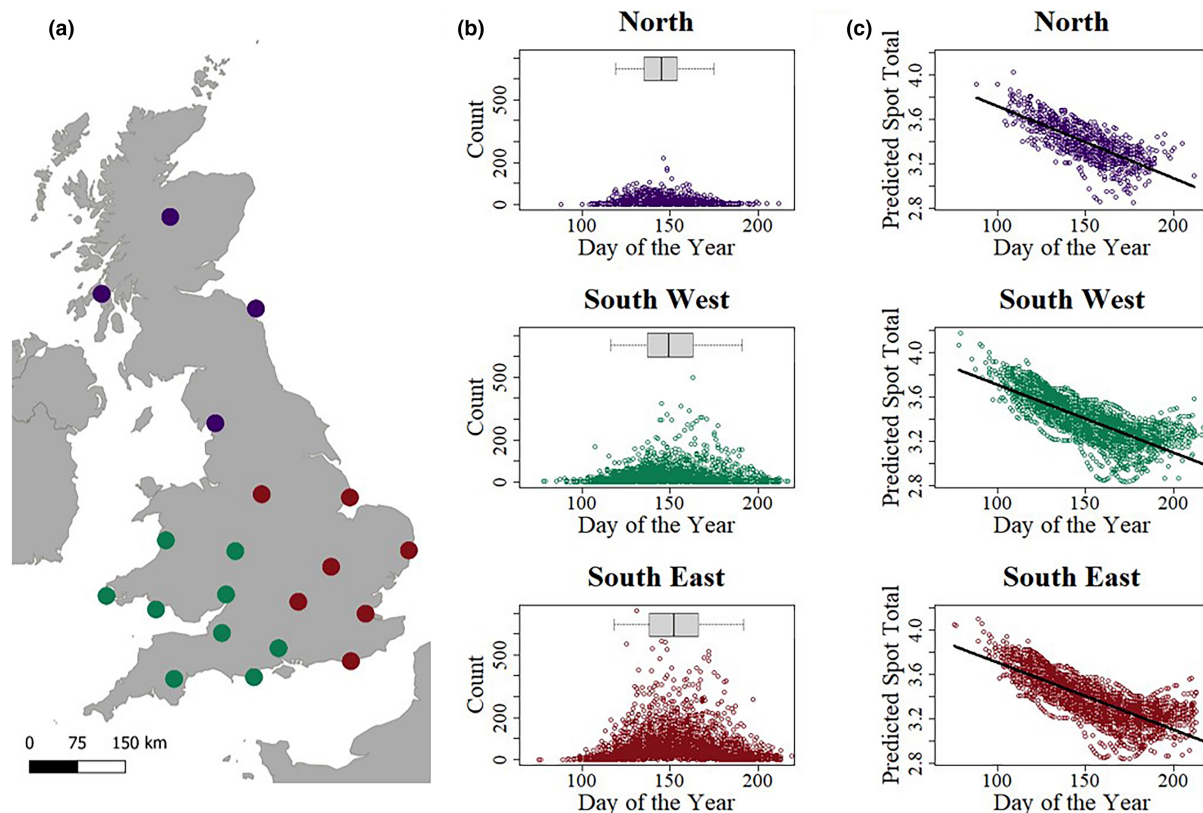 (a)
0 75 150 km
(b)
North
Count
500
200
0
100 150 200
Day of the Year
South West
Count
500
200
0
100 150 200
Day of the Year
South East
Count
500
200
0
100 150 200
Day of the Year
(c)
North
Predicted Spot Total
4.0
3.6
3.2
2.8
100 150 200
Day of the Year
South West
Predicted Spot Total
4.0
3.6
3.2
2.8
100 150 200
Day of the Year
South East
Predicted Spot Total
4.0
3.6
3.2
2.8
100 150 200
Day of the Year